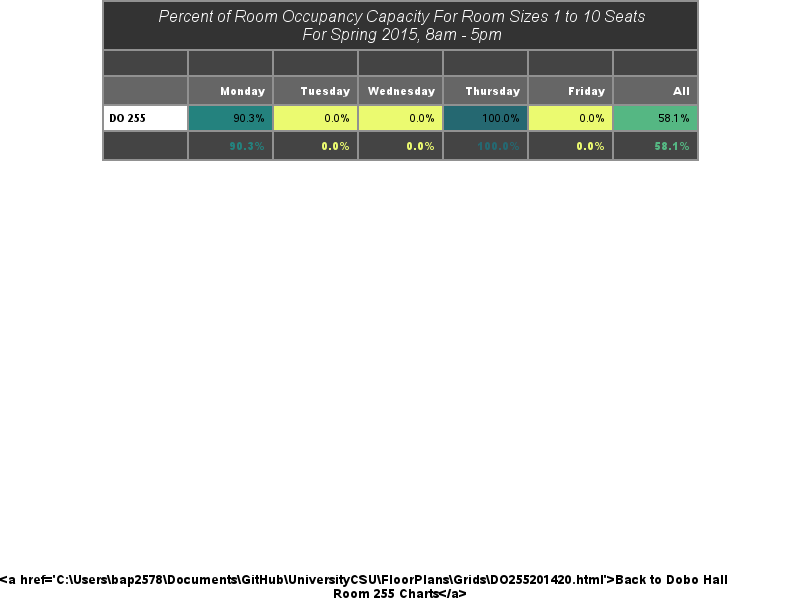 Percent of Room Occupancy Capacity For Room Sizes 1 to 10 Seats
For Spring 2015, 8am - 5pm
Monday Tuesday Wednesday Thursday Friday All
DO 255 90.3% 0.0% 0.0% 100.0% 0.0% 58.1%
90.3% 0.0% 0.0% 100.0% 0.0% 58.1%
<a href='C:\Users\bap2578\Documents\GitHub\UniversityCSU\FloorPlans\Grids\DO255201420.html'>Back to Dobo Hall
Room 255 Charts</a>